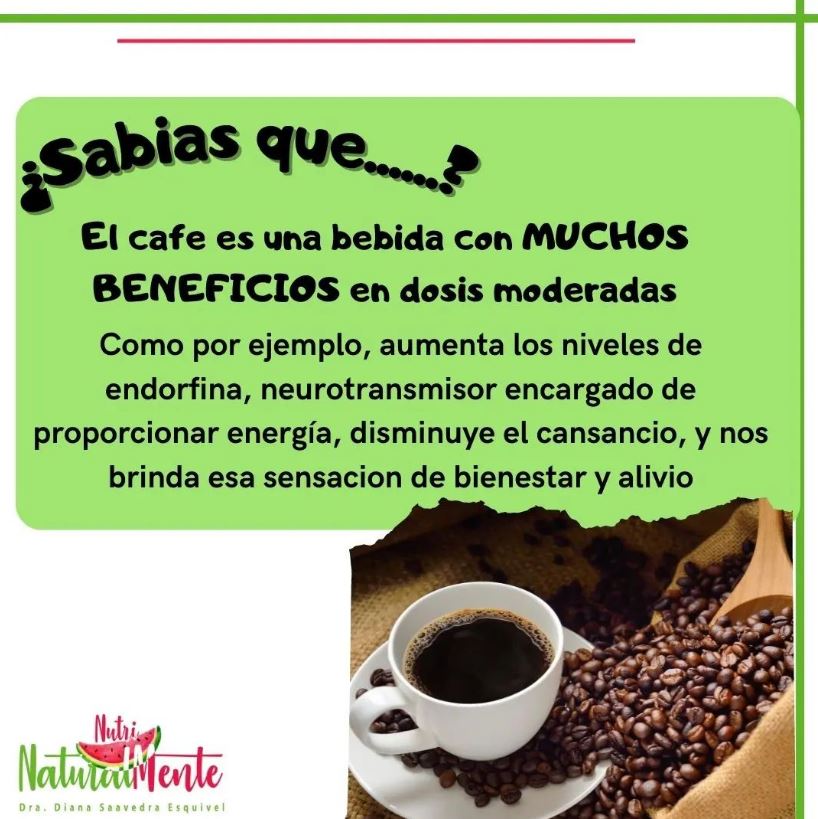 ¿Sabias que......?
El cafe es una bebida con MUCHOS
BENEFICIOS en dosis moderadas
Como por ejemplo, aumenta los niveles de
endorfina, neurotransmisor encargado de
proporcionar energía, disminuye el cansancio, y nos
brinda esa sensacion de bienestar y alivio
Nutri
NaturalMente
Dra. Diana Saavedra Esquivel